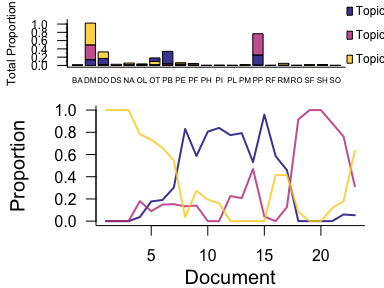 Total Proportion
1.0
0.8
0.6
0.4
0.2
0.0
BA DM DO DS NA OL OT PB PE PF PH PI PL PM PP RF RM RO SF SH SO
Topic
Topic
Topic
Proportion
1.0
0.8
0.6
0.4
0.2
0.0
5 10 15 20
Document